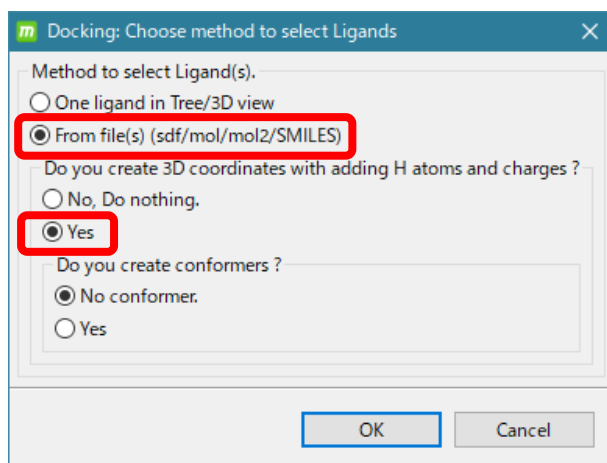 m Docking: Choose method to select Ligands
Method to select Ligand(s).
One ligand in Tree/3D view
From file(s) (sdf/mol/mol2/SMILES)
Do you create 3D coordinates with adding H atoms and charges ?
No, Do nothing.
Yes
Do you create conformers ?
No conformer.
Yes
OK Cancel